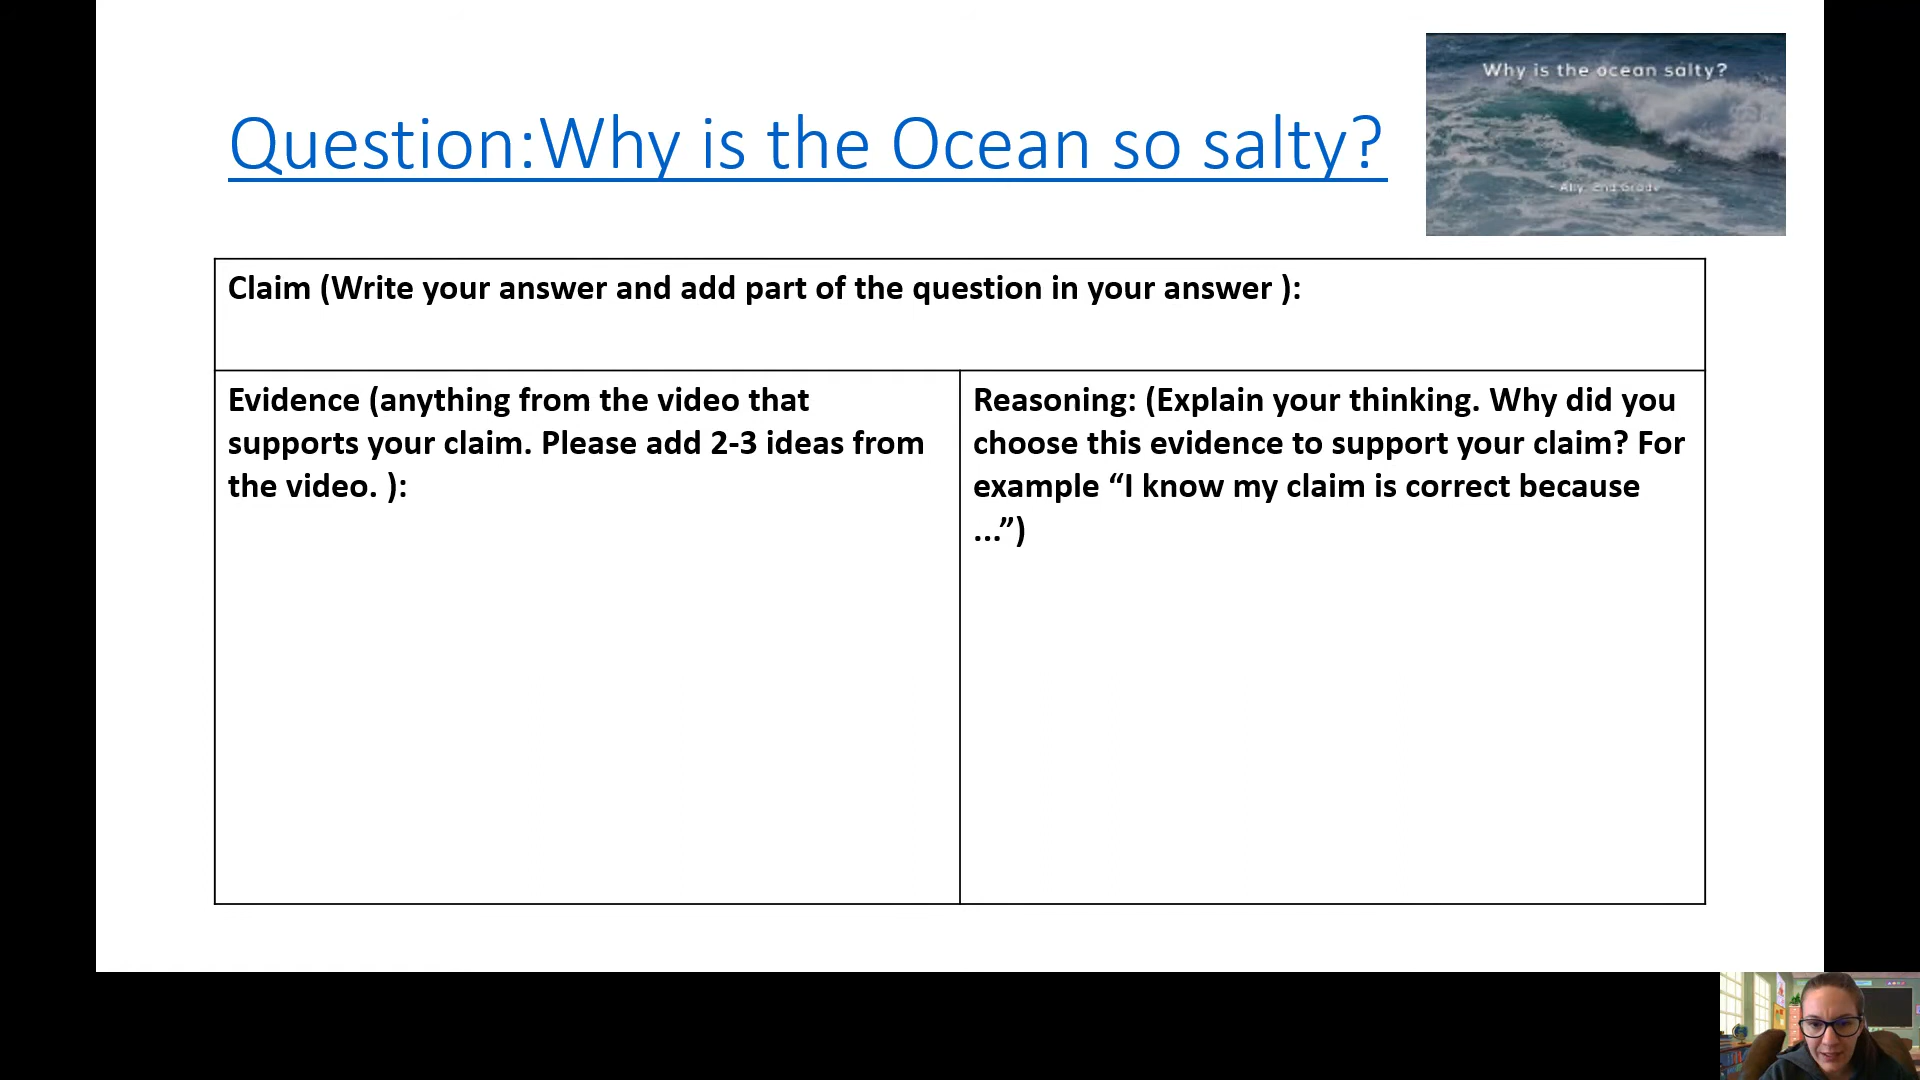 Why is the ocean salty?
Ally, 2nd Grade
Question:Why is the Ocean so salty?
Claim (Write your answer and add part of the question in your answer ):
Evidence (anything from the video that
supports your claim. Please add 2-3 ideas from
the video. ):
Reasoning: (Explain your thinking. Why did you
choose this evidence to support your claim? For
example “I know my claim is correct because
...”)